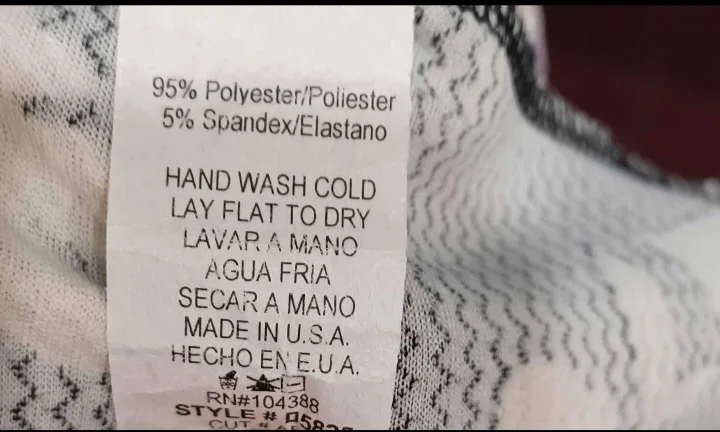 95% Polyester/Poliester
5% Spandex/Elastano
HAND WASH COLD
LAY FLAT TO DRY
LAVAR A MANO
AGUA FRIA
SECAR A MANO
MADE IN U.S.A.
HECHO EN E.U.A.
RN#104388
STYLE #
CUT #